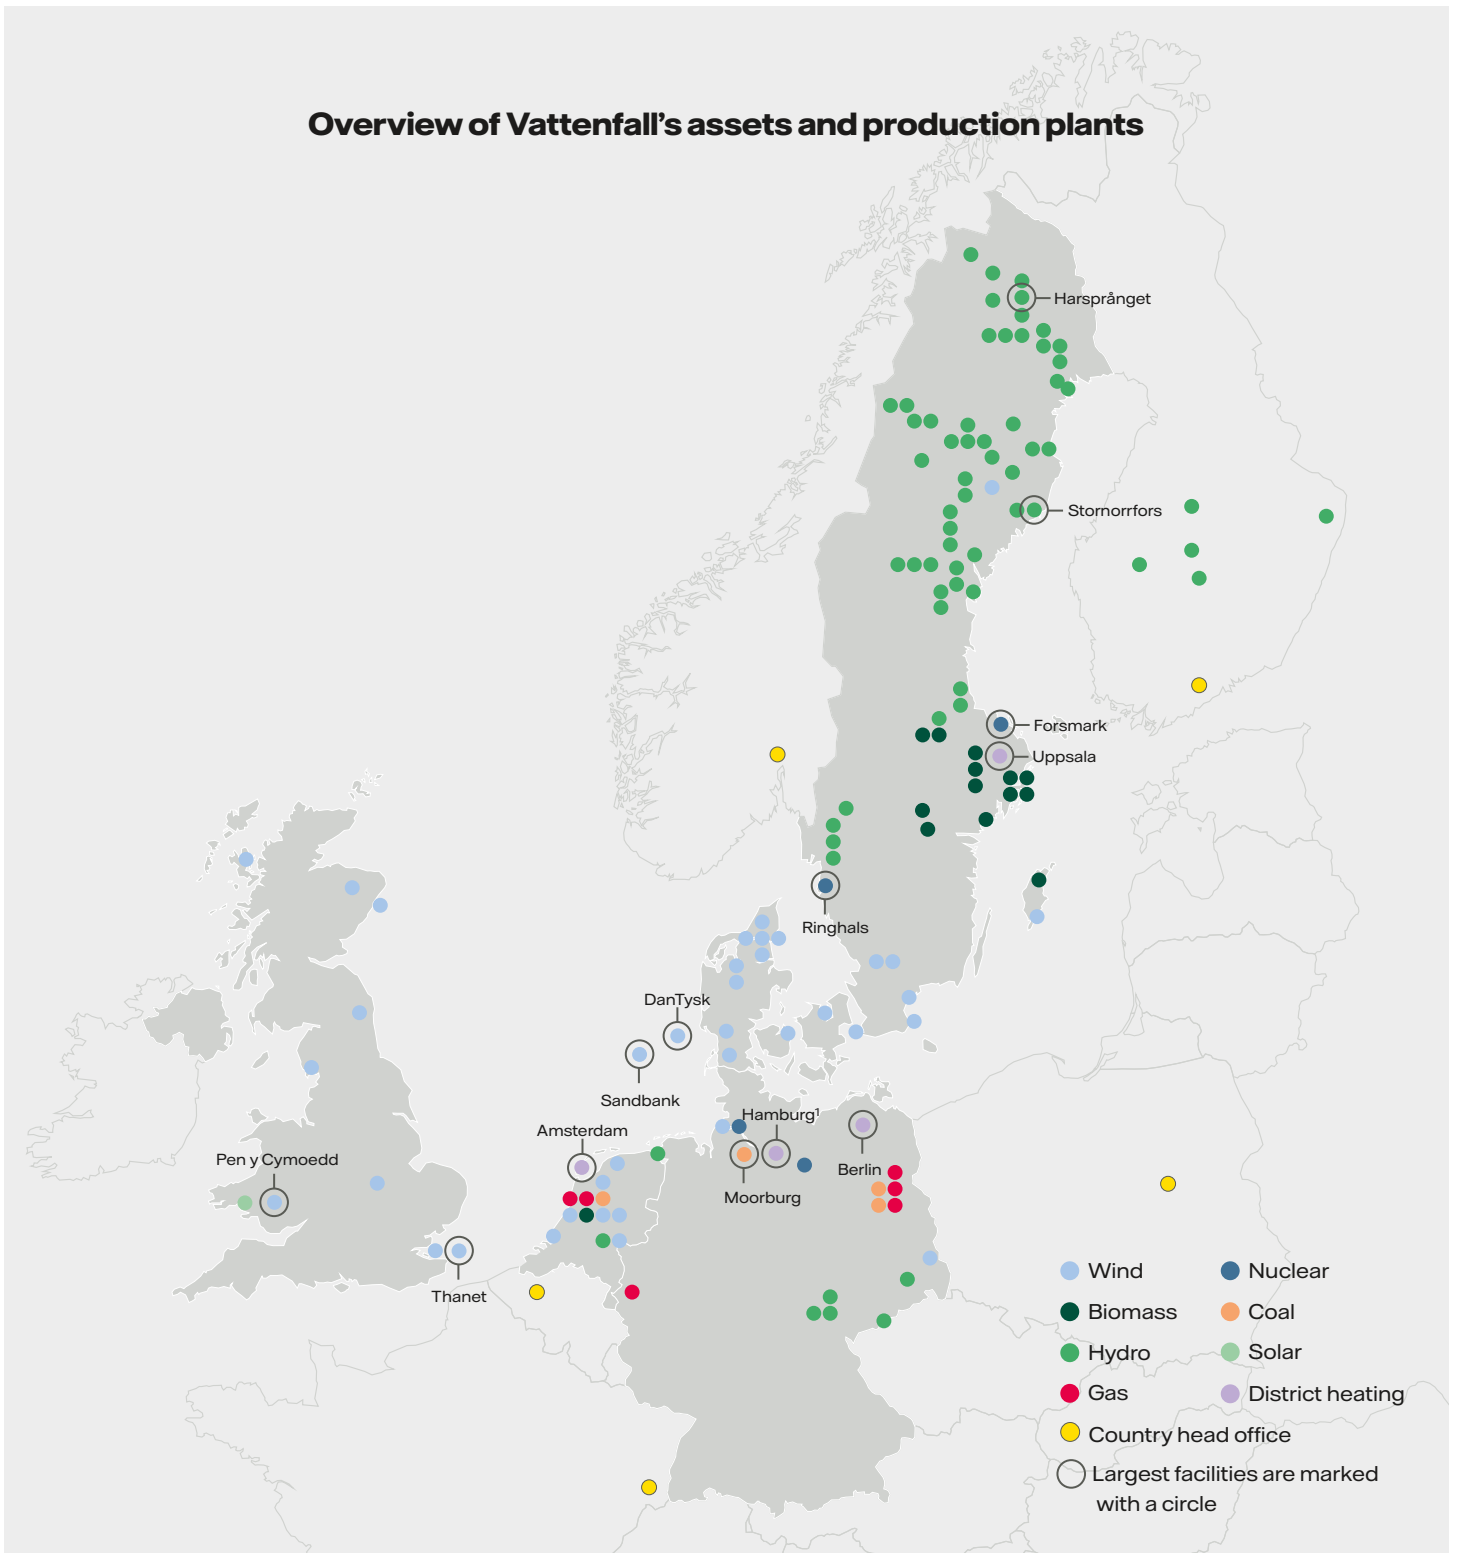 Overview of Vattenfall's assets and production plants
Harsprånget
Stornorrfors
Forsmark
Uppsala
Ringhals
DanTysk
Sandbank
Hamburg¹
Amsterdam
Pen y Cymoedd
Berlin
Moorburg
Thanet
Wind
Nuclear
Biomass
Coal
Hydro
Solar
Gas
District heating
Country head office
Largest facilities are marked
with a circle